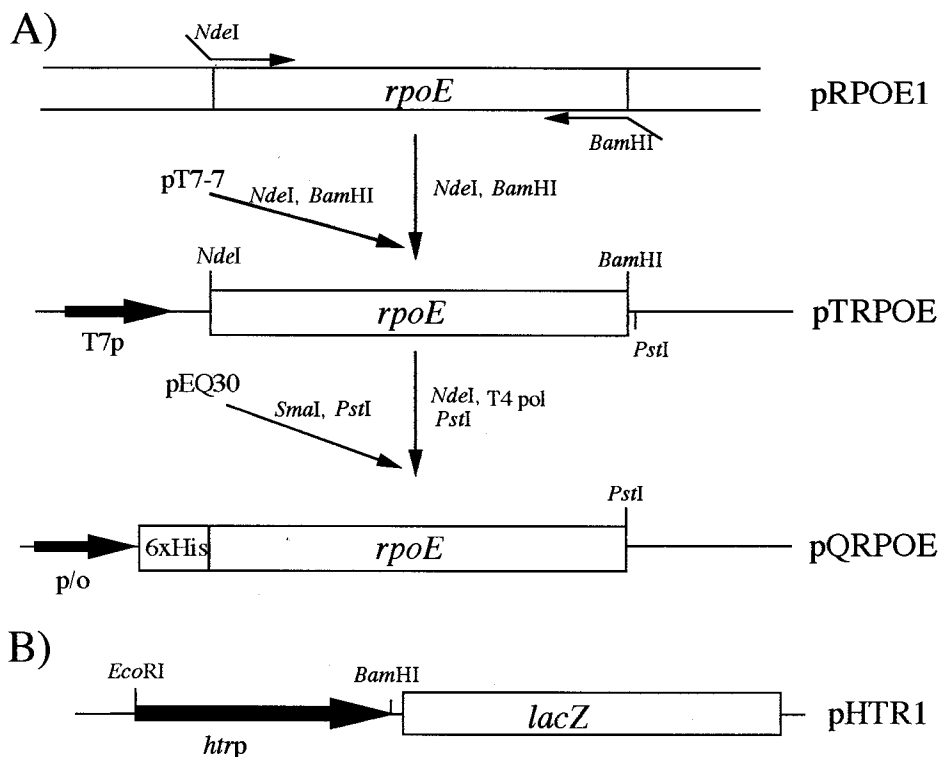 A)
NdeI
rpoE
pRPOE1
BamHI
pT7-7
NdeI, BamHI
NdeI, BamHI
NdeI
BamHI
rpoE
pTRPOE
T7p
PstI
pEQ30
SmaI, PstI
NdeI, T4 pol
PstI
PstI
6xHis
rpoE
pQRPOE
p/o
B)
EcoRI
BamHI
lacZ
pHTR1
htrp